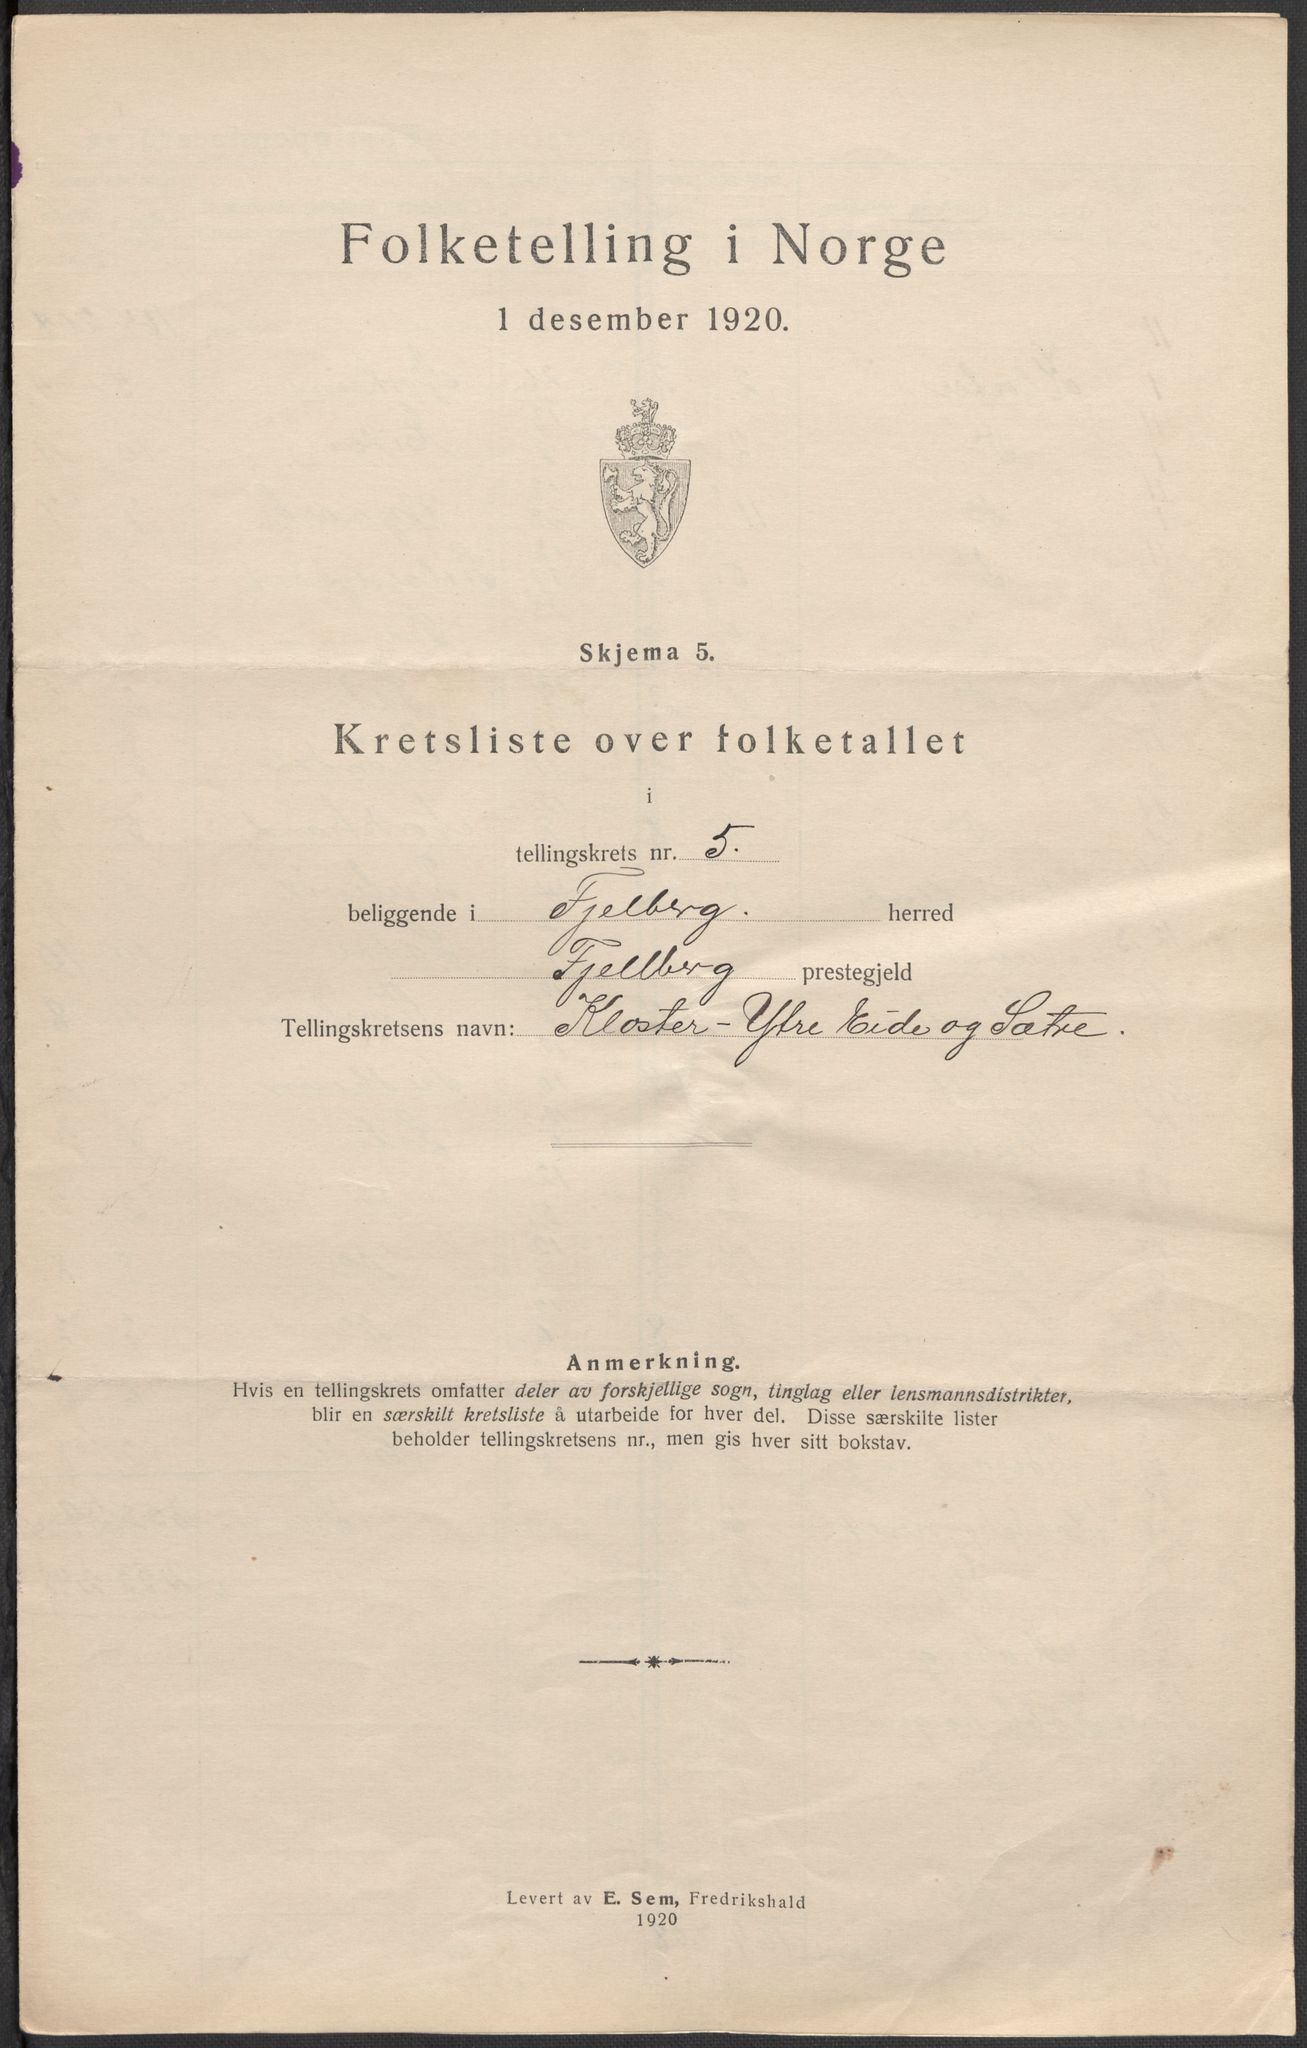 Folketelling i Norge
1 desember 1920.
Skjema 5.
Kretsliste over folketallet
i
tellingskrets nr. 5.
beliggende i Fjelberg. herred
Fjellberg prestegjeld
Tellingskretsens navn: Kloster - Ytre Eide og Sætre.
Anmerkning.
Hvis en tellingskrets omfatter deler av forskjellige sogn, tinglag eller lensmannsdistrikter,
blir en særskilt kretsliste å utarbeide for hver del. Disse særskilte lister
beholder tellingskretsens nr., men gis hver sitt bokstav.
Levert av E. Sem, Fredrikshald
1920